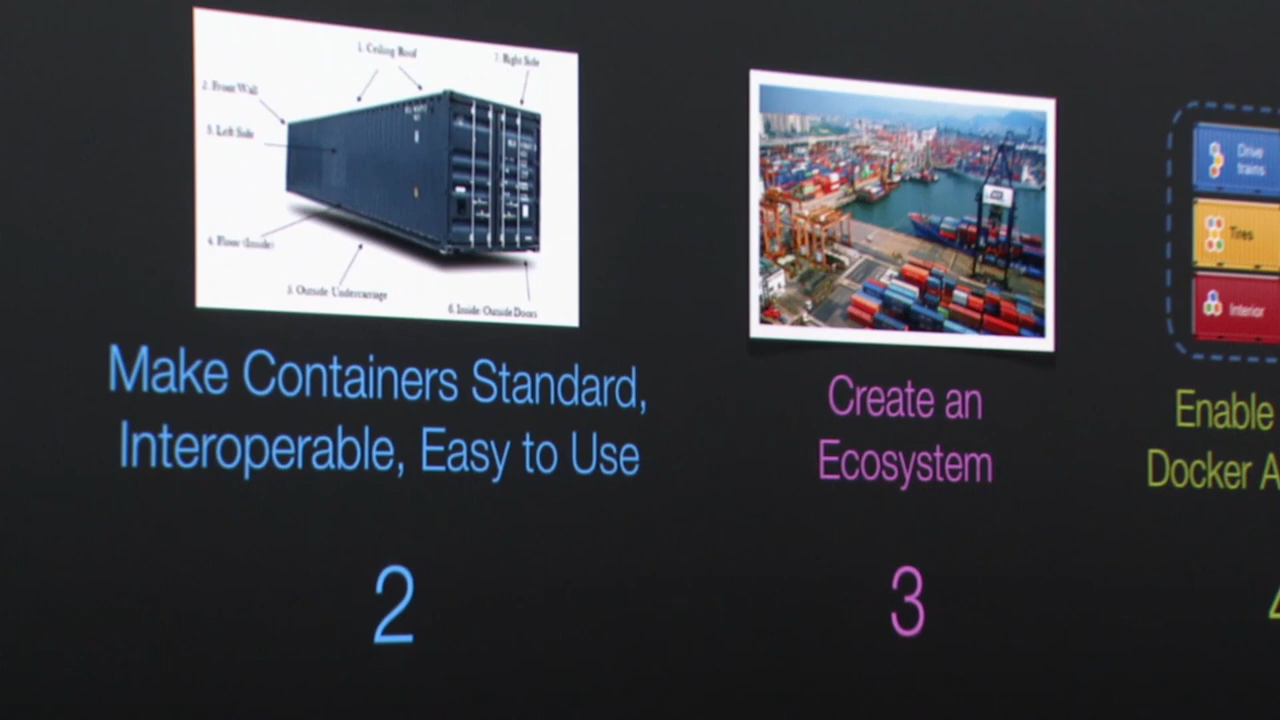 1. Ceiling Roof
7. Right Side
2. Front Wall
3. Left Side
4. Floor (Inside)
5. Outside Undercarriage
6. Inside/Outside Doors
Make Containers Standard,
Interoperable, Easy to Use
2
Create an
Ecosystem
3
Drive
trains
Tires
Interior
Enable
Docker A